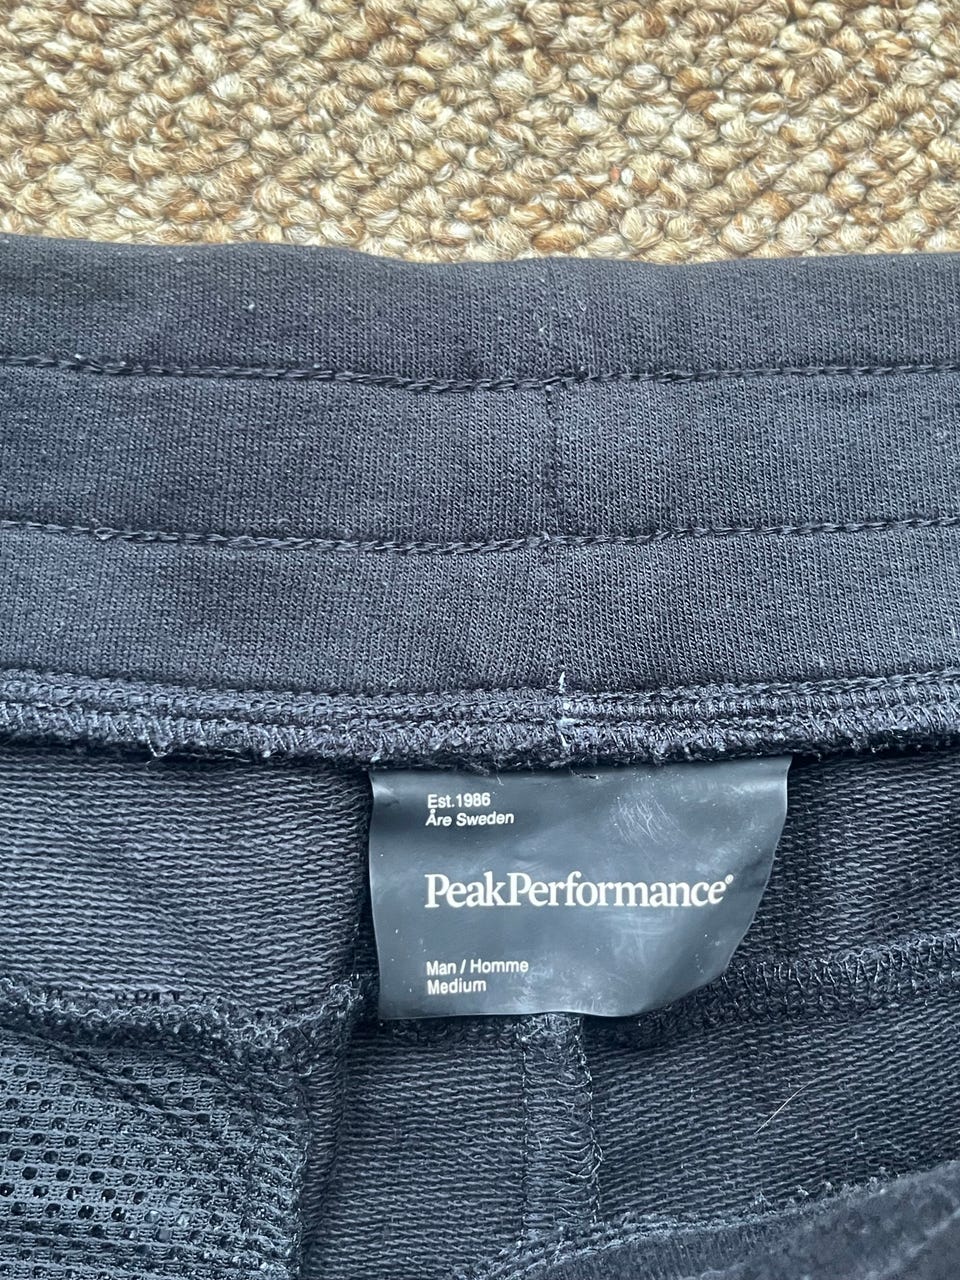 Est.1986
Åre Sweden
PeakPerformance®
Man / Homme
Medium